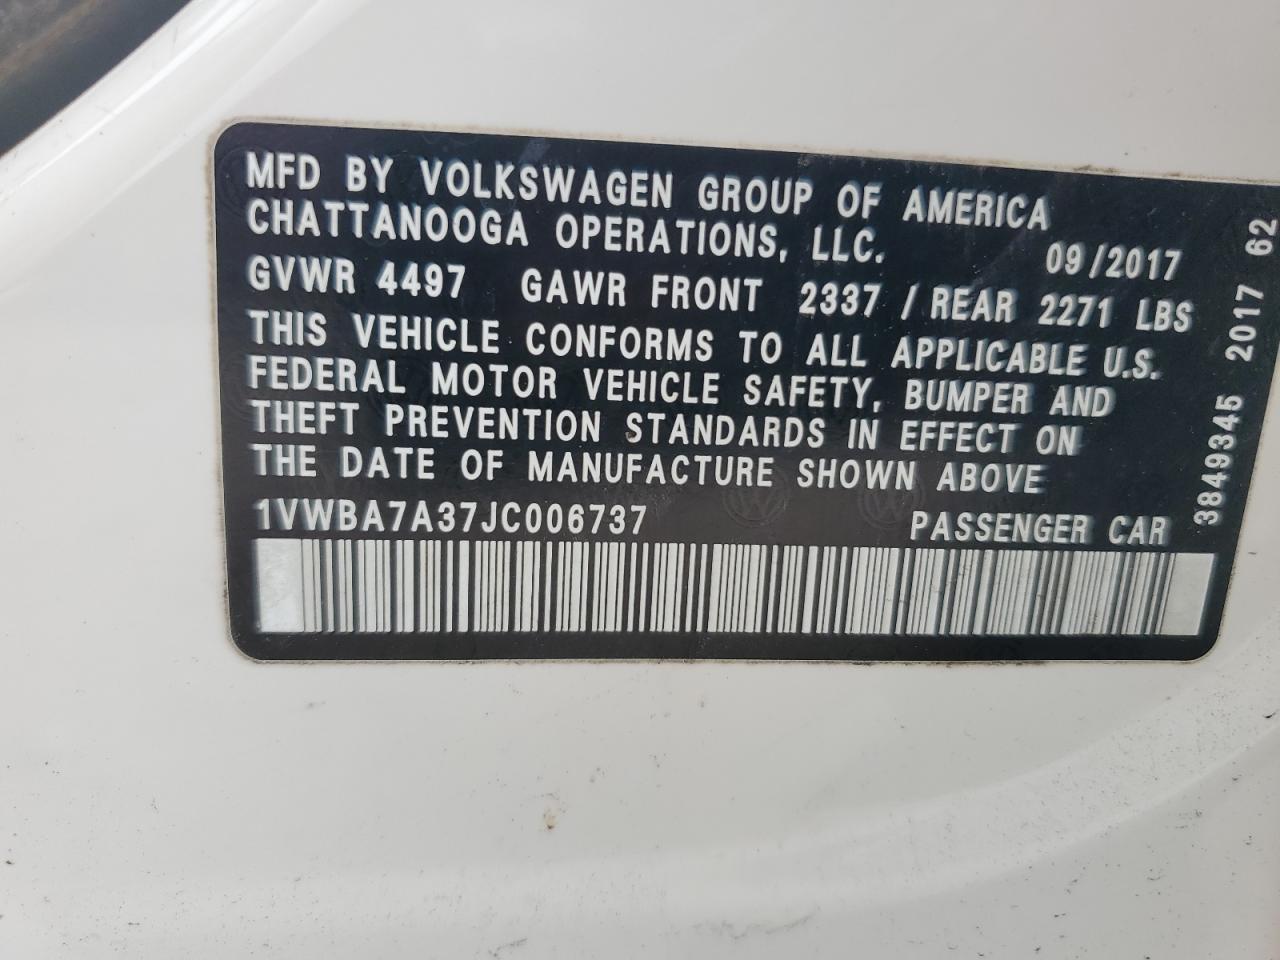 MFD BY VOLKSWAGEN GROUP OF AMERICA
CHATTANOOGA OPERATIONS, LLC. 09/2017
GVWR 4497 GAWR FRONT 2337 / REAR 2271 LBS
THIS VEHICLE CONFORMS TO ALL APPLICABLE U.S.
FEDERAL MOTOR VEHICLE SAFETY, BUMPER AND
THEFT PREVENTION STANDARDS IN EFFECT ON
THE DATE OF MANUFACTURE SHOWN ABOVE
1VWBA7A37JC006737 PASSENGER CAR
3849345 2017 62